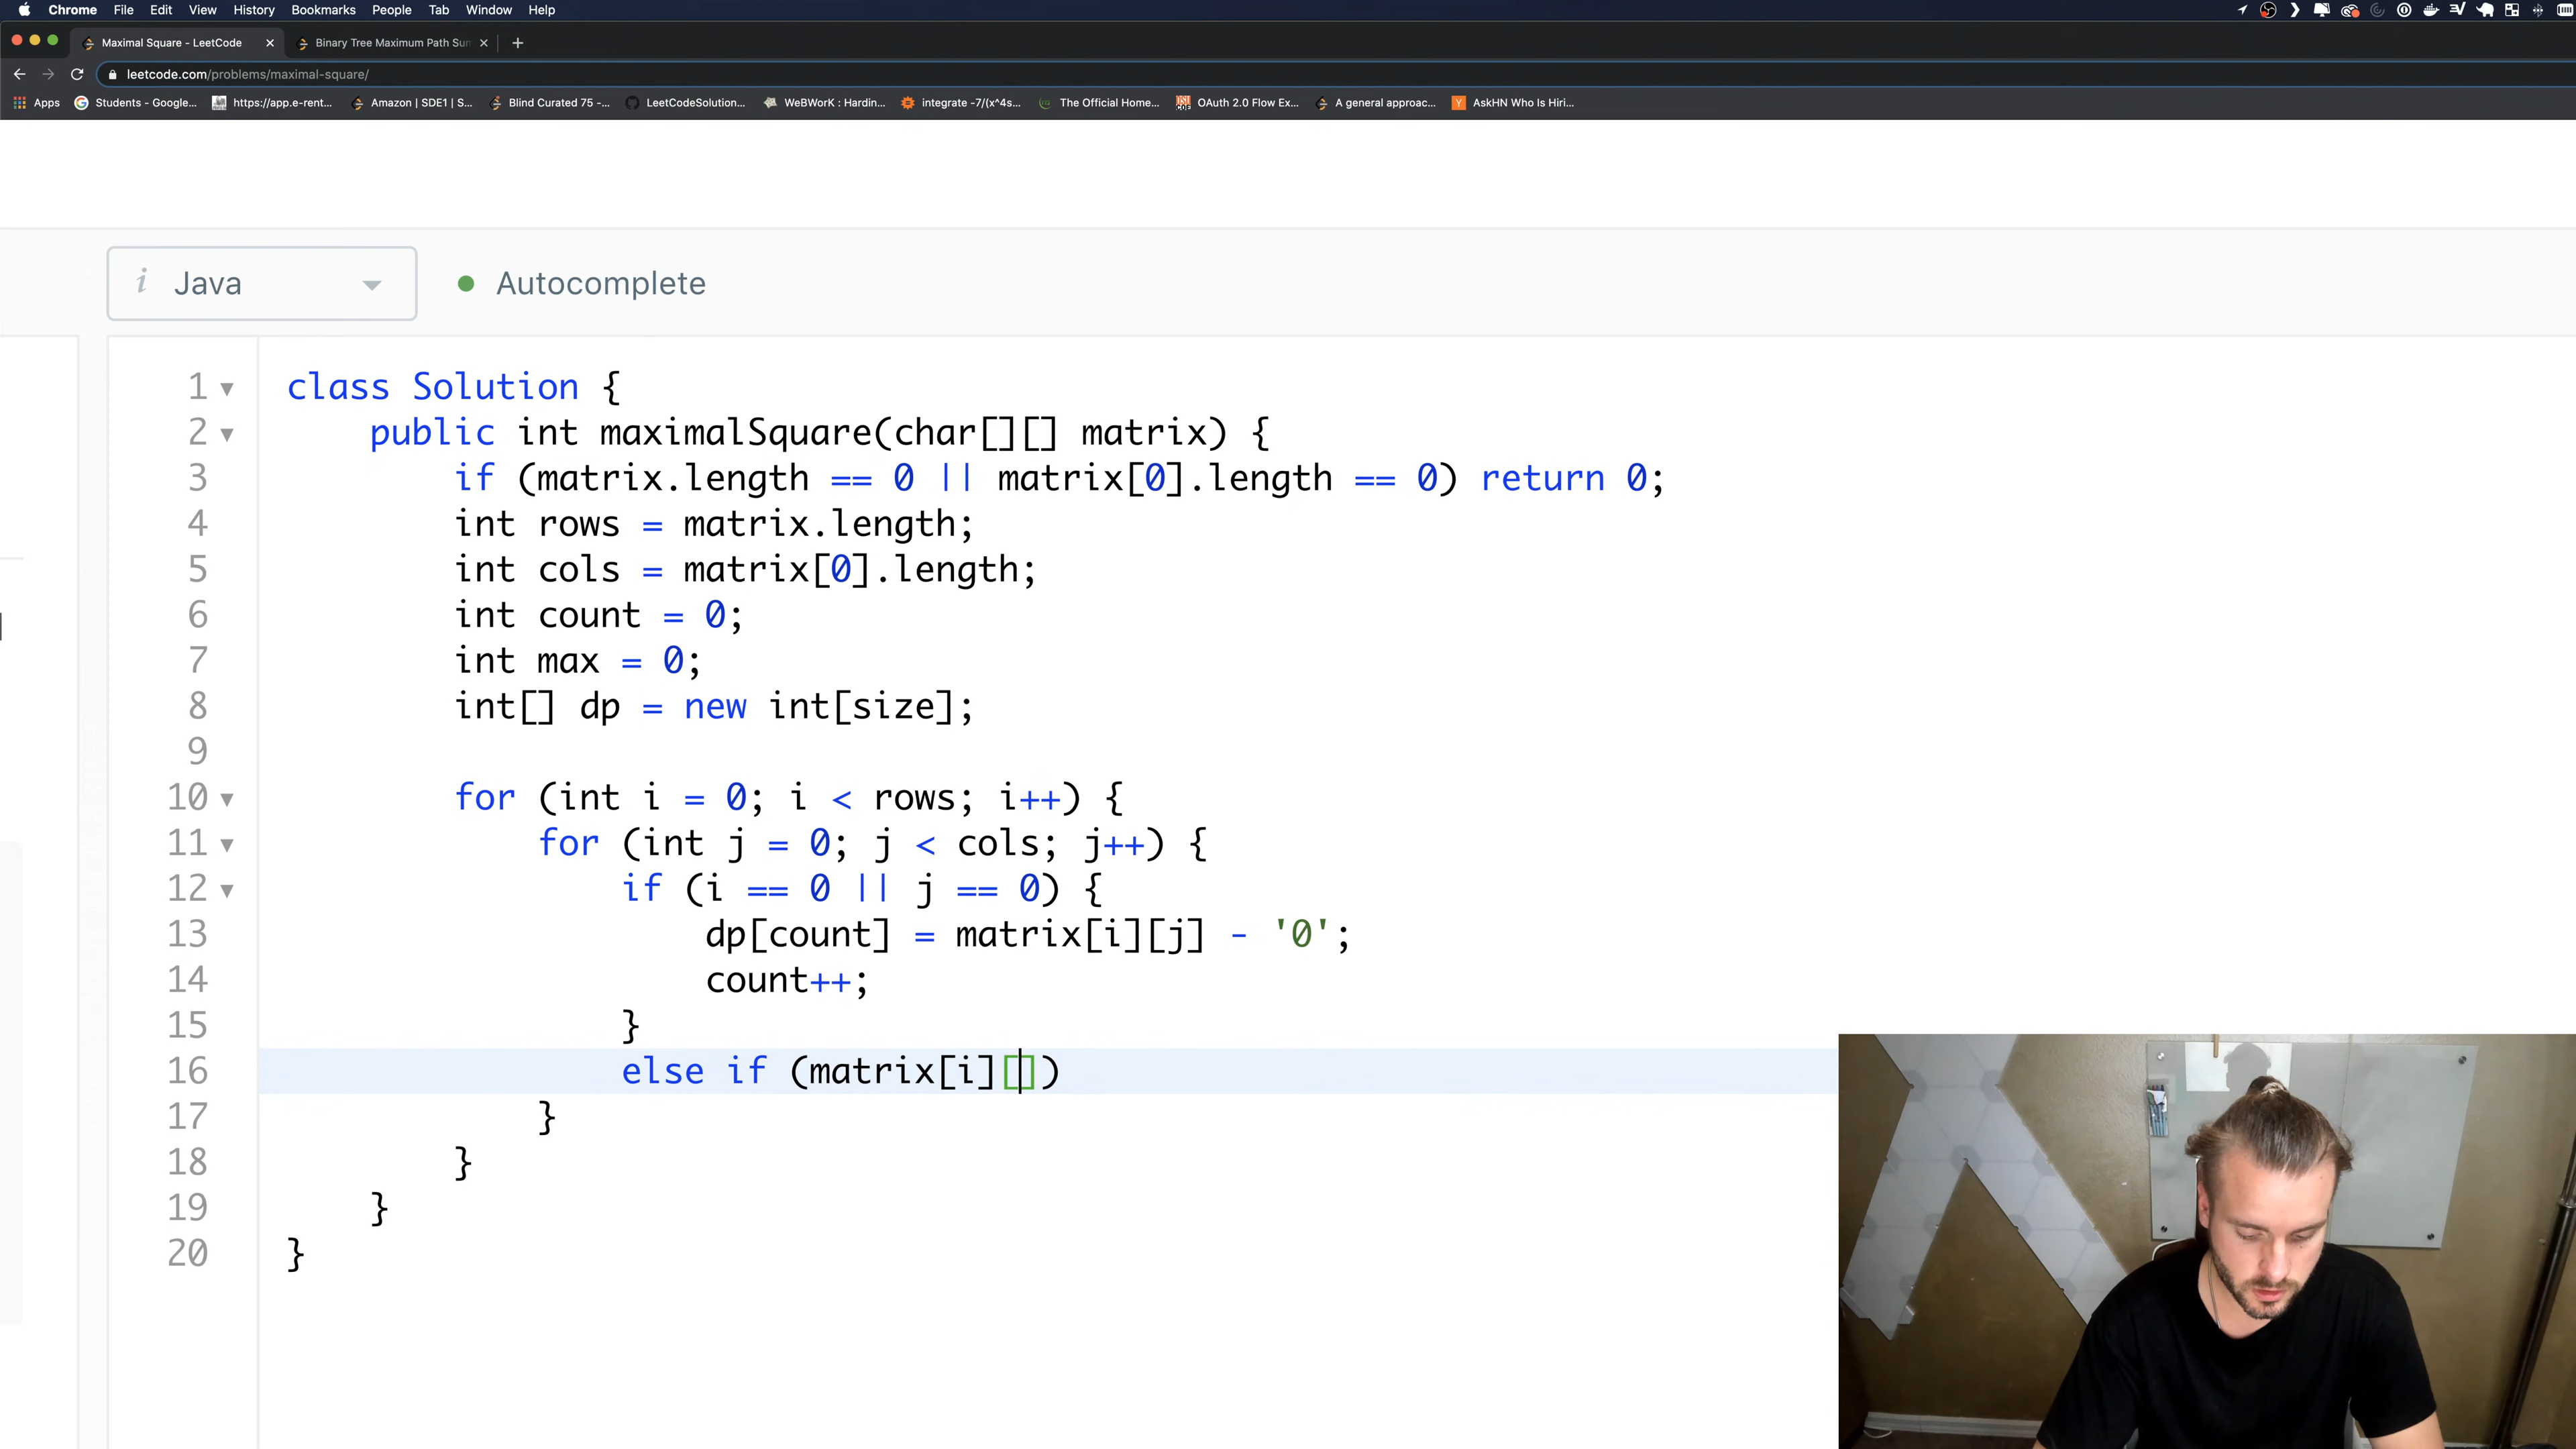 Chrome File Edit View History Bookmarks People Tab Window Help
Maximal Square - LeetCode
Binary Tree Maximum Path Sum
leetcode.com/problems/maximal-square/
Apps
Students - Google...
https://app.e-rent...
Amazon | SDE1 | S...
Blind Curated 75 -...
LeetCodeSolution...
WeBWorK : Hardin...
integrate -7/(x^4s...
The Official Home...
OAuth 2.0 Flow Ex...
A general approac...
AskHN Who Is Hiri...
i Java
Autocomplete
1 class Solution {
2 public int maximalSquare(char[][] matrix) {
3 if (matrix.length == 0 || matrix[0].length == 0) return 0;
4 int rows = matrix.length;
5 int cols = matrix[0].length;
6 int count = 0;
7 int max = 0;
8 int[] dp = new int[size];
9
10 for (int i = 0; i < rows; i++) {
11 for (int j = 0; j < cols; j++) {
12 if (i == 0 || j == 0) {
13 dp[count] = matrix[i][j] - '0';
14 count++;
15 }
16 else if (matrix[i][])
17 }
18 }
19 }
20 }